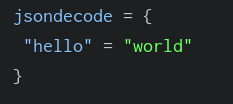 jsondecode = {
 "hello" = "world"
}